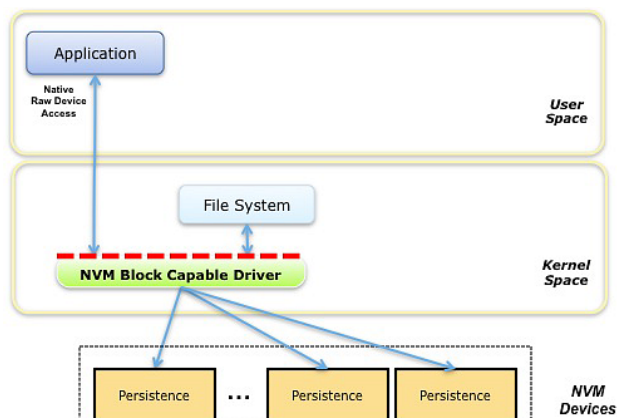 Application
Native
Raw Device
Access
User
Space
File System
NVM Block Capable Driver
Kernel
Space
Persistence
...
Persistence
Persistence
NVM
Devices